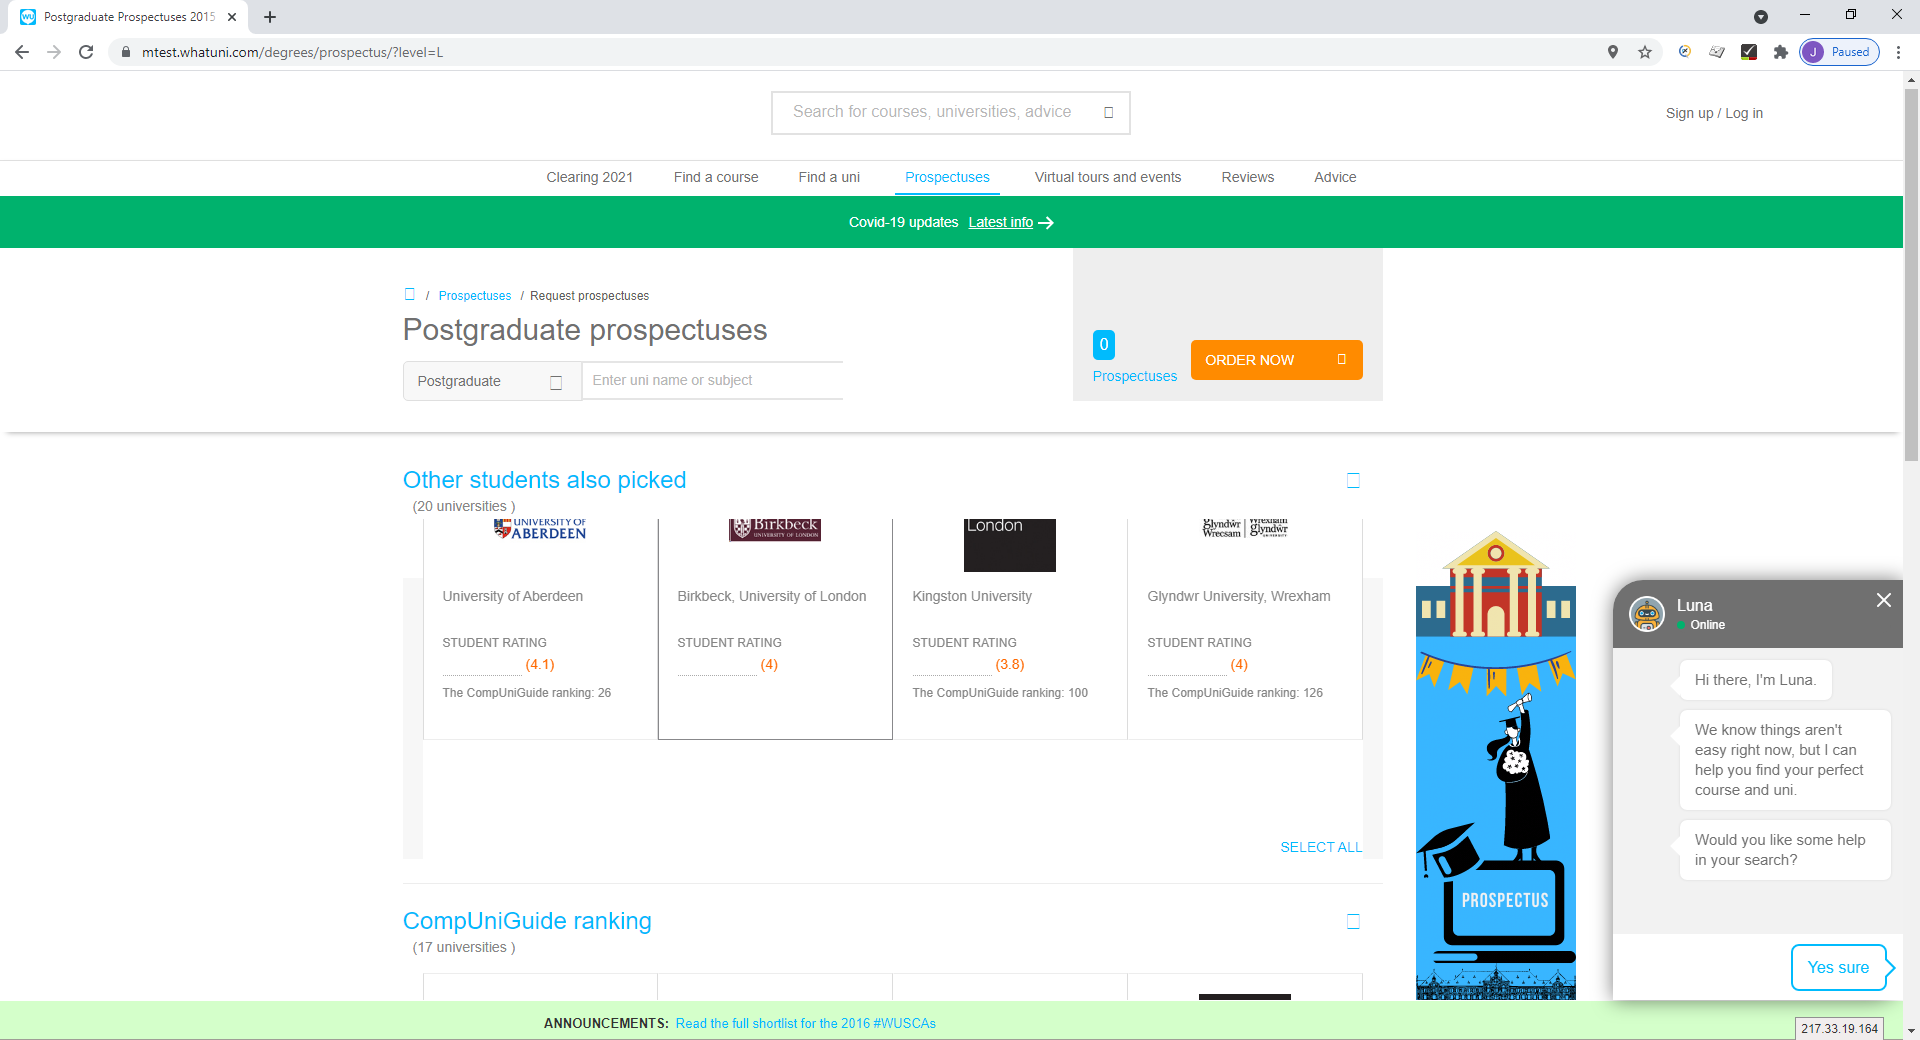 Postgraduate Prospectuses 2015
mtest.whatuni.com/degrees/prospectus/?level=L
J Paused
Search for courses, universities, advice
Sign up / Log in
Clearing 2021 Find a course Find a uni Prospectuses Virtual tours and events Reviews Advice
Covid-19 updates Latest info
/ Prospectuses / Request prospectuses
Postgraduate prospectuses
Postgraduate Enter uni name or subject
0
Prospectuses
ORDER NOW
Other students also picked
(20 universities )
UNIVERSITY OF
ABERDEEN
Birkbeck
UNIVERSITY OF LONDON
London
Glyndŵr Wrexham
Wrecsam glyndŵr
UNIVERSITY
University of Aberdeen Birkbeck, University of London Kingston University Glyndwr University, Wrexham
STUDENT RATING STUDENT RATING STUDENT RATING STUDENT RATING
(4.1) (4) (3.8) (4)
The CompUniGuide ranking: 26 The CompUniGuide ranking: 100 The CompUniGuide ranking: 126
SELECT ALL
CompUniGuide ranking
(17 universities )
PROSPECTUS
Luna
Online
Hi there, I'm Luna.
We know things aren't
easy right now, but I can
help you find your perfect
course and uni.
Would you like some help
in your search?
Yes sure
ANNOUNCEMENTS: Read the full shortlist for the 2016 #WUSCAs
217.33.19.164